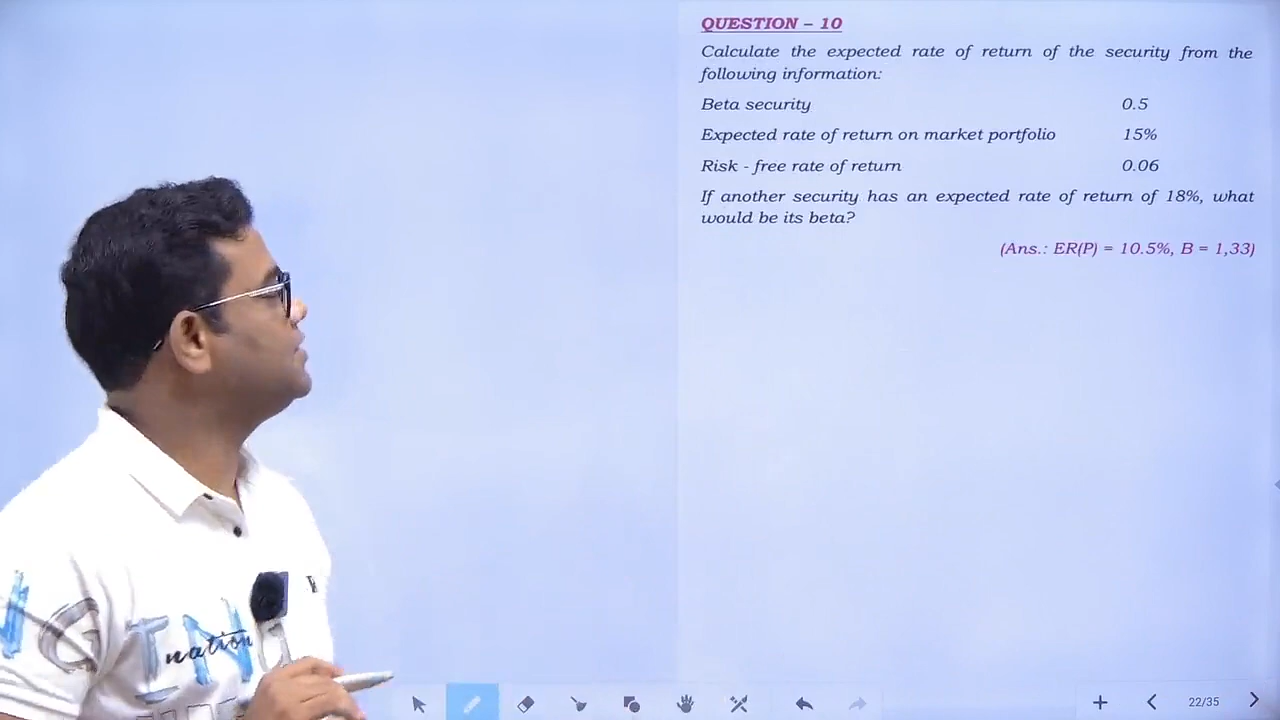 QUESTION – 10
Calculate the expected rate of return of the security from the
following information:
Beta security 0.5
Expected rate of return on market portfolio 15%
Risk - free rate of return 0.06
If another security has an expected rate of return of 18%, what
would be its beta?
(Ans.: ER(P) = 10.5%, B = 1,33)
nation
22/35